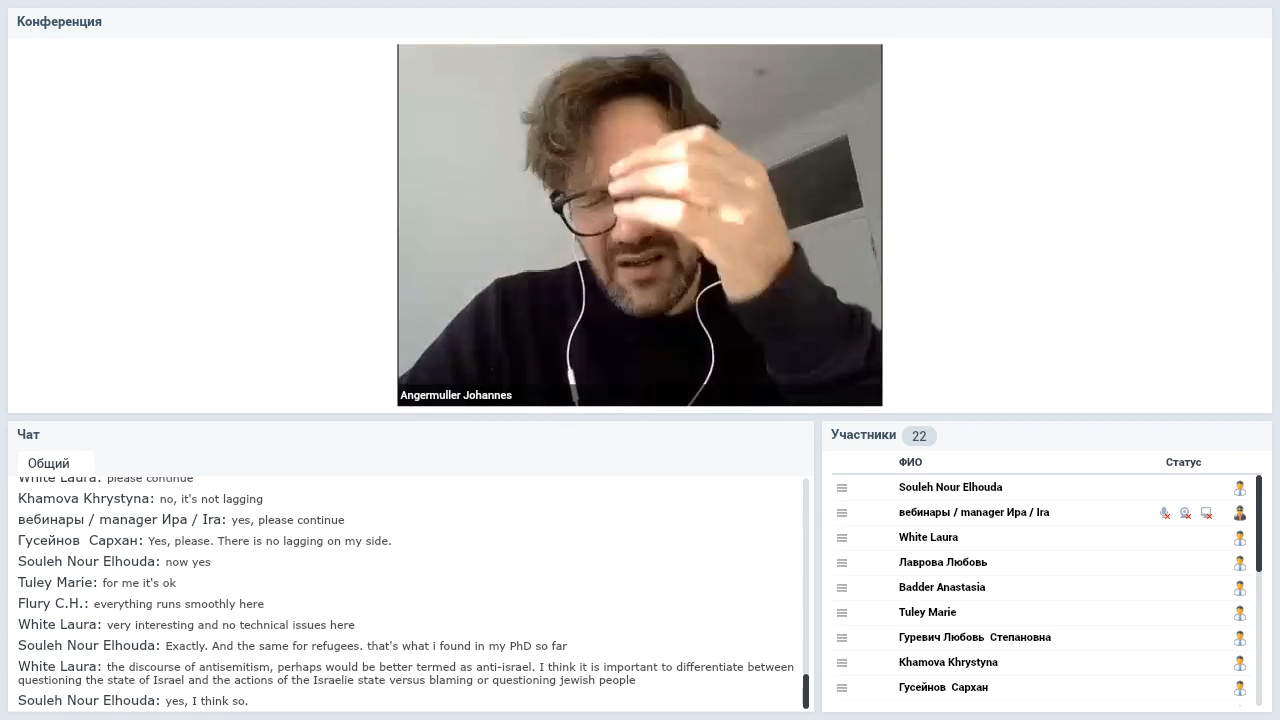 Конференция
Angermuller Johannes
Чат
Общий
White Laura: please continue
Khamova Khrystyna: no, it's not lagging
вебинары / manager Ира / Ira: yes, please continue
Гусейнов Сархан: Yes, please. There is no lagging on my side.
Souleh Nour Elhouda: now yes
Tuley Marie: for me it's ok
Flury C.H.: everything runs smoothly here
White Laura: very interesting and no technical issues here
Souleh Nour Elhouda: Exactly. And the same for refugees. that's what i found in my PhD so far
White Laura: the discourse of antisemitism, perhaps would be better termed as anti-israel. I think it is important to differentiate between
questioning the state of Israel and the actions of the Israelie state versus blaming or questioning jewish people
Souleh Nour Elhouda: yes, I think so.
Участники 22
ФИО Статус
Souleh Nour Elhouda
вебинары / manager Ира / Ira
White Laura
Лаврова Любовь
Badder Anastasia
Tuley Marie
Гуревич Любовь Степановна
Khamova Khrystyna
Гусейнов Сархан